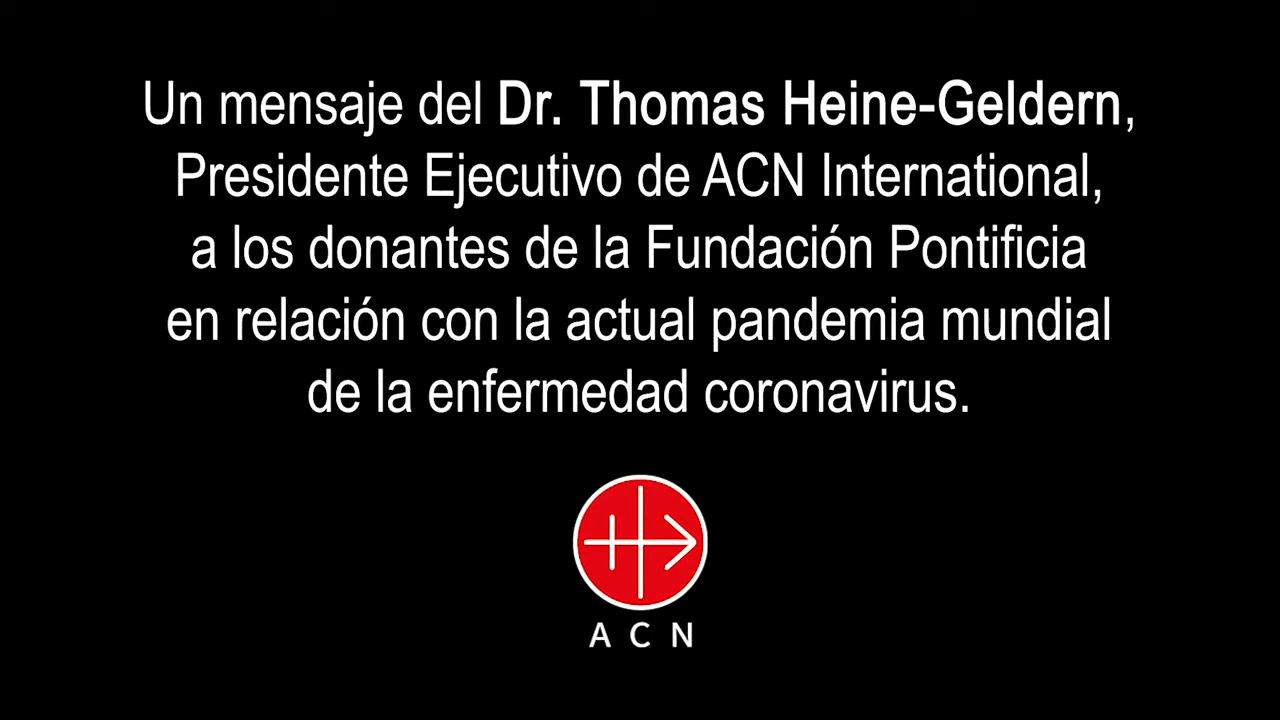 Un mensaje del Dr. Thomas Heine-Geldern,
Presidente Ejecutivo de ACN International,
a los donantes de la Fundación Pontificia
en relación con la actual pandemia mundial
de la enfermedad coronavirus.
ACN